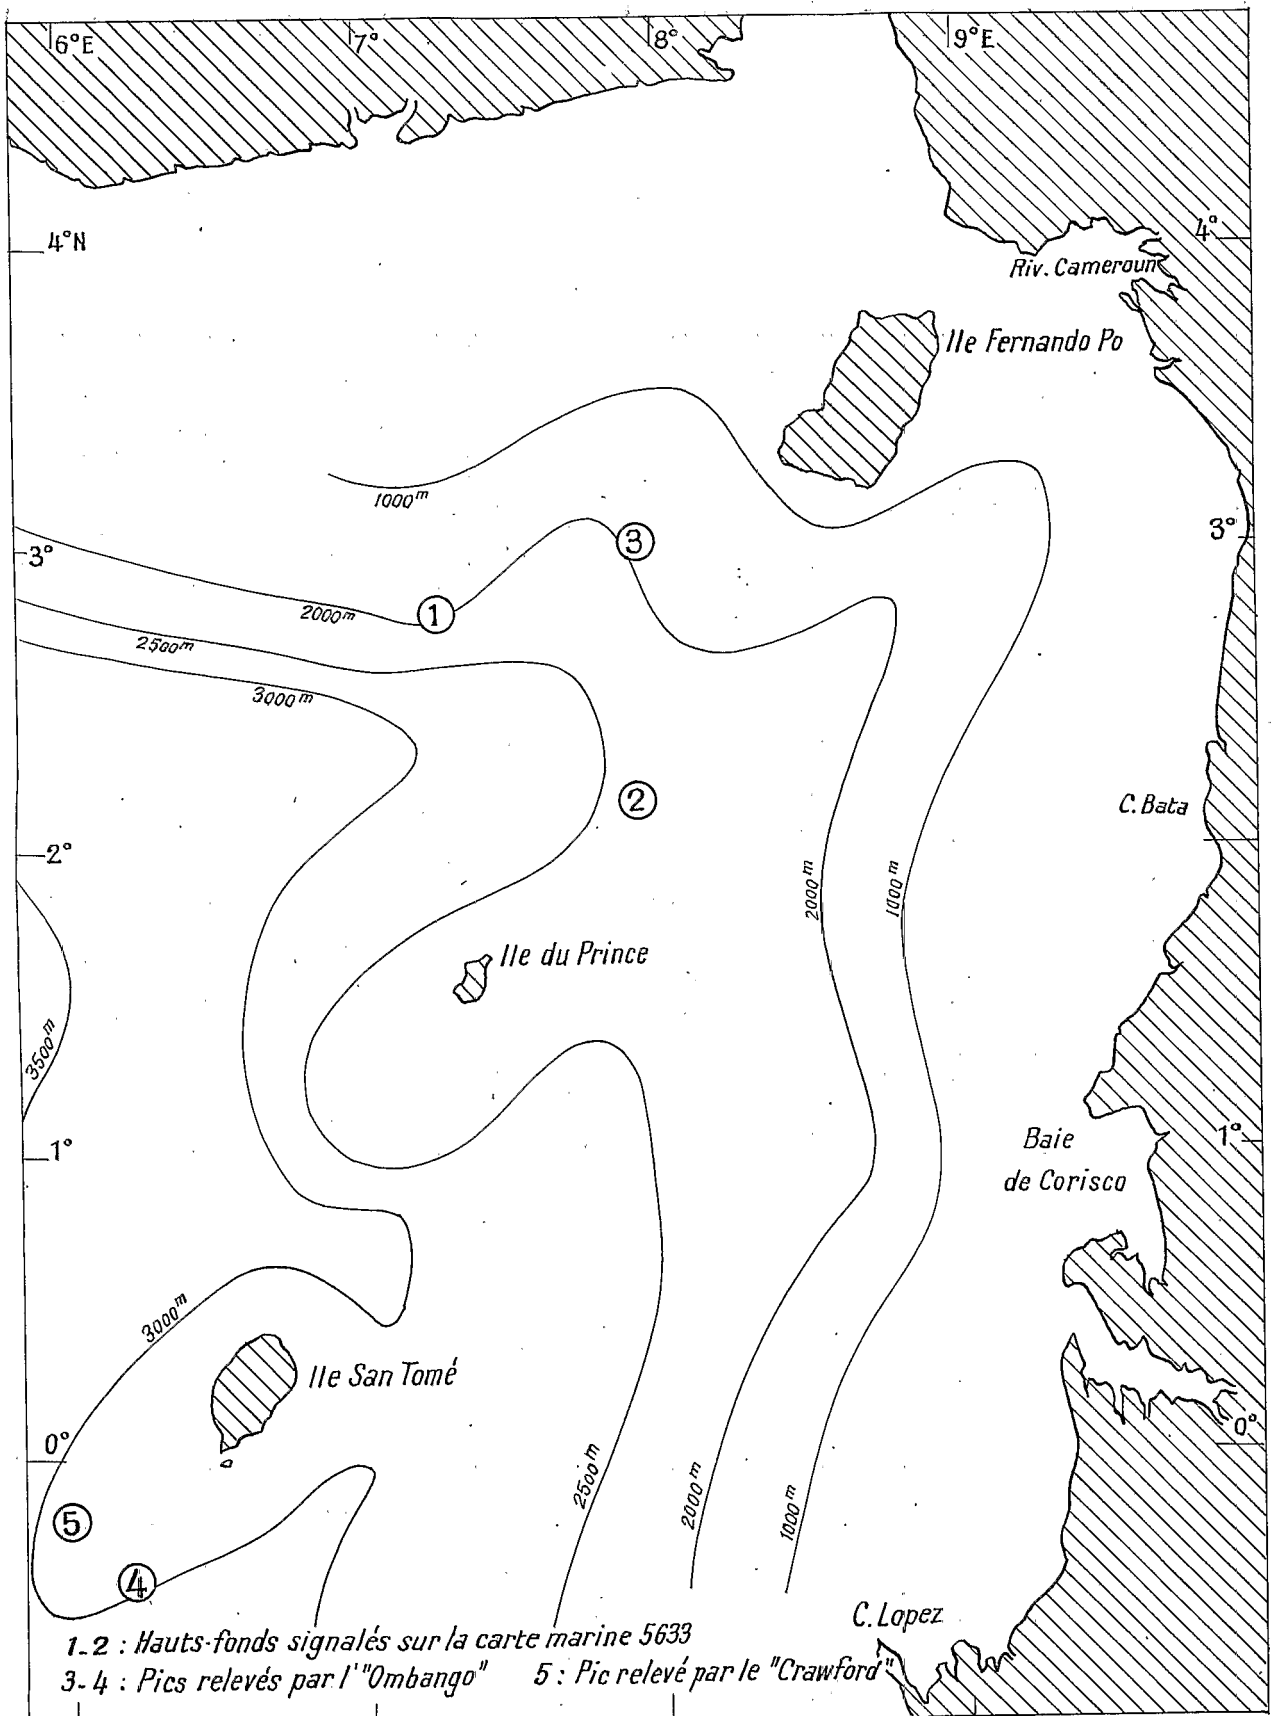 6°E 7° 8° 9°E
4°N 4°
Riv. Cameroun
Ile Fernando Po
1000m
3° 3°
3
1
2000m
2500m
3000m
2
C. Bata
2°
2000m
1000m
Ile du Prince
3500m
1° 1°
Baie
de Corisco
3000m
Ile San Tomé
0° 0°
2500m
2000m
1000m
5
4
C. Lopez
1-2 : Hauts-fonds signalés sur la carte marine 5633
3-4 : Pics relevés par l'"Ombango" 5 : Pic relevé par le "Crawford"